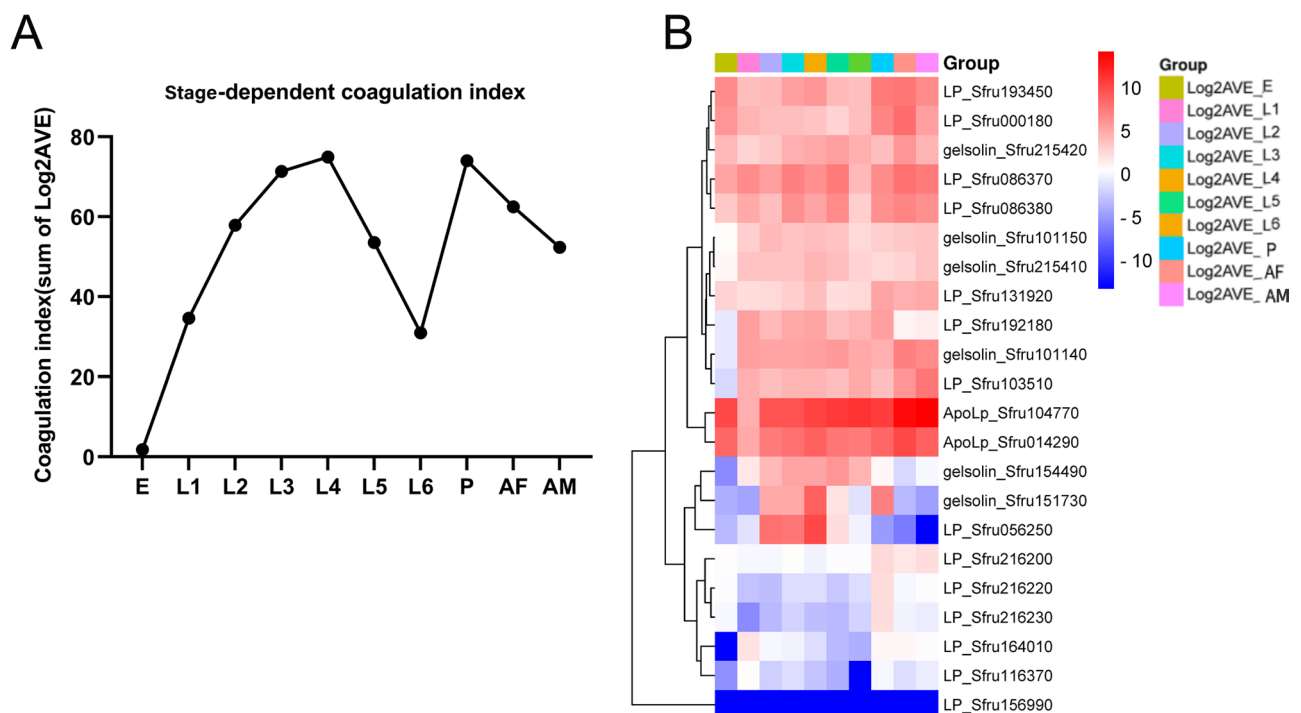 A
Stage-dependent coagulation index
Coagulation index(sum of Log2AVE)
80
60
40
20
0
E L1 L2 L3 L4 L5 L6 P AF AM
B
Group
LP_Sfru193450
LP_Sfru000180
gelsolin_Sfru215420
LP_Sfru086370
LP_Sfru086380
gelsolin_Sfru101150
gelsolin_Sfru215410
LP_Sfru131920
LP_Sfru192180
gelsolin_Sfru101140
LP_Sfru103510
ApoLp_Sfru104770
ApoLp_Sfru014290
gelsolin_Sfru154490
gelsolin_Sfru151730
LP_Sfru056250
LP_Sfru216200
LP_Sfru216220
LP_Sfru216230
LP_Sfru164010
LP_Sfru116370
LP_Sfru156990
10
5
0
- 5
- 10
Group
Log2AVE_E
Log2AVE_L1
Log2AVE_L2
Log2AVE_L3
Log2AVE_L4
Log2AVE_L5
Log2AVE_L6
Log2AVE_ P
Log2AVE_AF
Log2AVE_AM